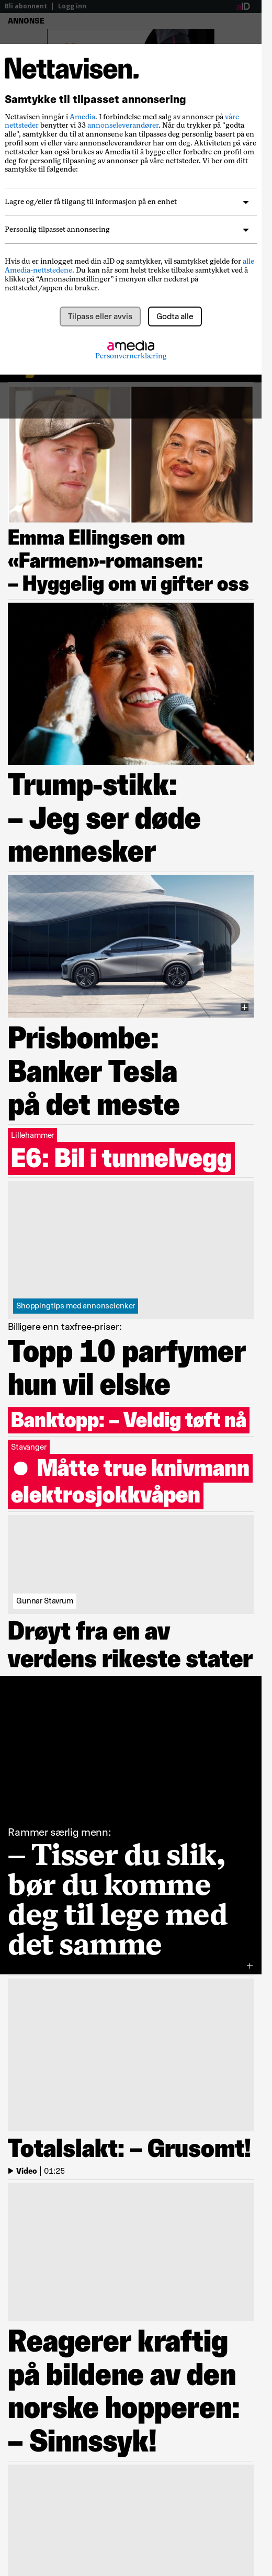 Bli abonnent | Logg inn
aID
ANNONSE
Nettavisen.
Samtykke til tilpasset annonsering
Nettavisen inngår i Amedia. I forbindelse med salg av annonser på våre
nettsteder benytter vi 33 annonseleverandører. Når du trykker på "godta
alle", samtykker du til at annonsene kan tilpasses deg personlig basert på en
profil som vi eller våre annonseleverandører har om deg. Aktiviteten på våre
nettsteder kan også brukes av Amedia til å bygge eller forbedre en profil om
deg for personlig tilpasning av annonser på våre nettsteder. Vi ber om ditt
samtykke til følgende:
Lagre og/eller få tilgang til informasjon på en enhet
Personlig tilpasset annonsering
Hvis du er innlogget med din aID og samtykker, vil samtykket gjelde for alle
Amedia-nettstedene. Du kan når som helst trekke tilbake samtykket ved å
klikke på “Annonseinnstillinger” i menyen eller nederst på
nettstedet/appen du bruker.
Tilpass eller avvis
Godta alle
amedia
Personvernerklæring
Emma Ellingsen om
«Farmen»-romansen:
– Hyggelig om vi gifter oss
Trump-stikk:
– Jeg ser døde
mennesker
Prisbombe:
Banker Tesla
på det meste
Lillehammer
E6: Bil i tunnelvegg
Shoppingtips med annonselenker
Billigere enn taxfree-priser:
Topp 10 parfymer
hun vil elske
Banktopp: – Veldig tøft nå
Stavanger
● Måtte true knivmann
elektrosjokkvåpen
Gunnar Stavrum
Drøyt fra en av
verdens rikeste stater
Rammer særlig menn:
– Tisser du slik,
bør du komme
deg til lege med
det samme
Totalslakt: – Grusomt!
Video | 01:25
Reagerer kraftig
på bildene av den
norske hopperen:
– Sinnssyk!